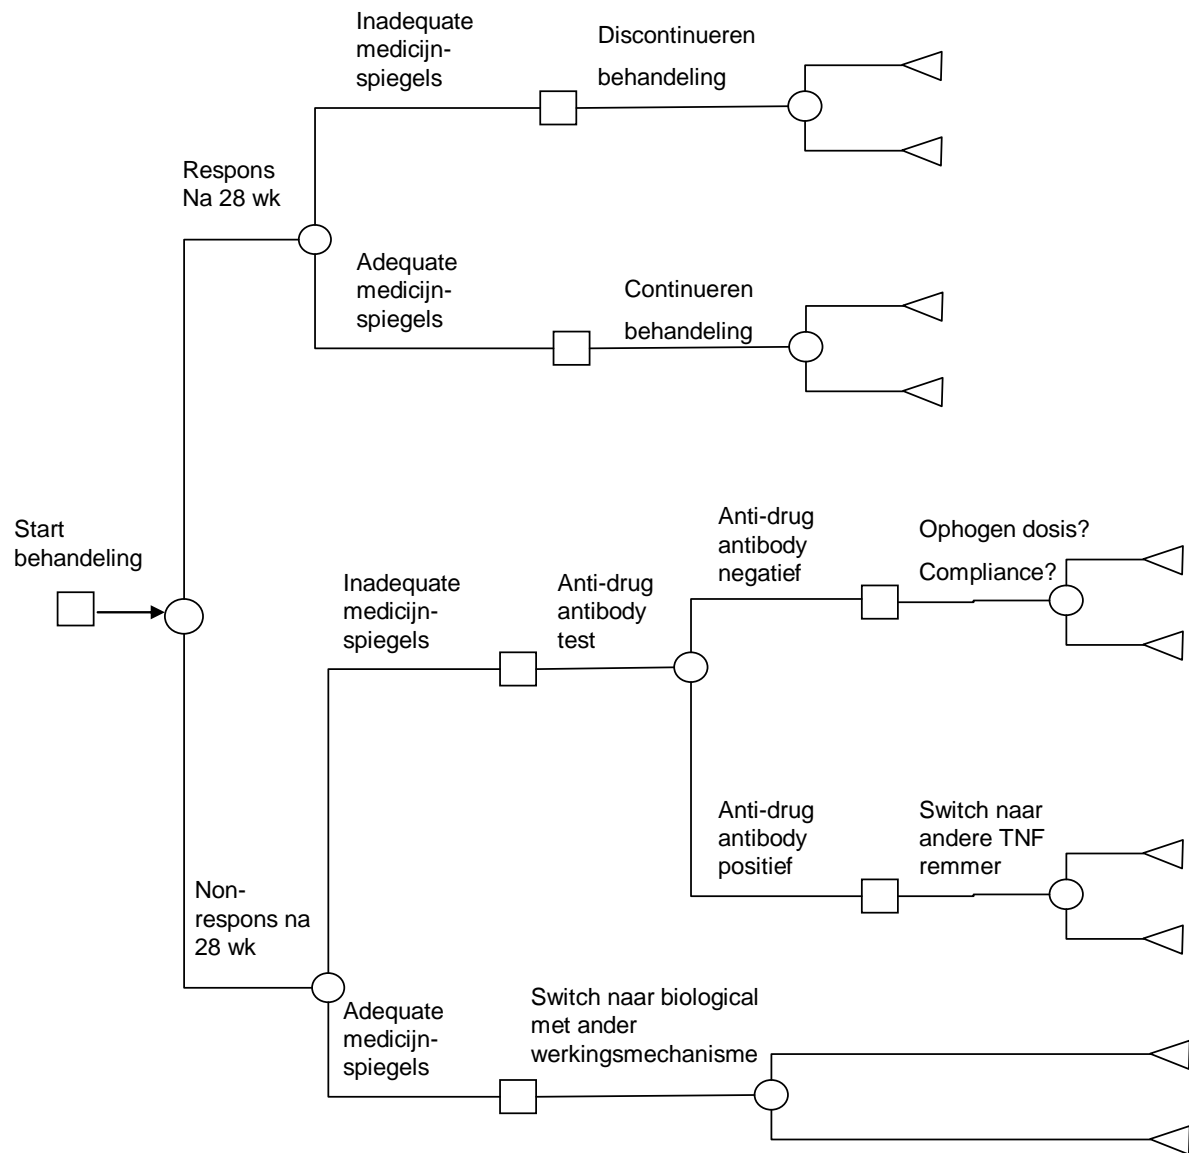 Inadequate
medicijn-
spiegels
Discontinueren
behandeling
Respons
Na 28 wk
Adequate
medicijn-
spiegels
Continueren
behandeling
Start
behandeling
Inadequate
medicijn-
spiegels
Anti-drug
antibody
test
Anti-drug
antibody
negatief
Ophogen dosis?
Compliance?
Anti-drug
antibody
positief
Switch naar
andere TNF
remmer
Non-
respons na
28 wk
Adequate
medicijn-
spiegels
Switch naar biological
met ander
werkingsmechanisme